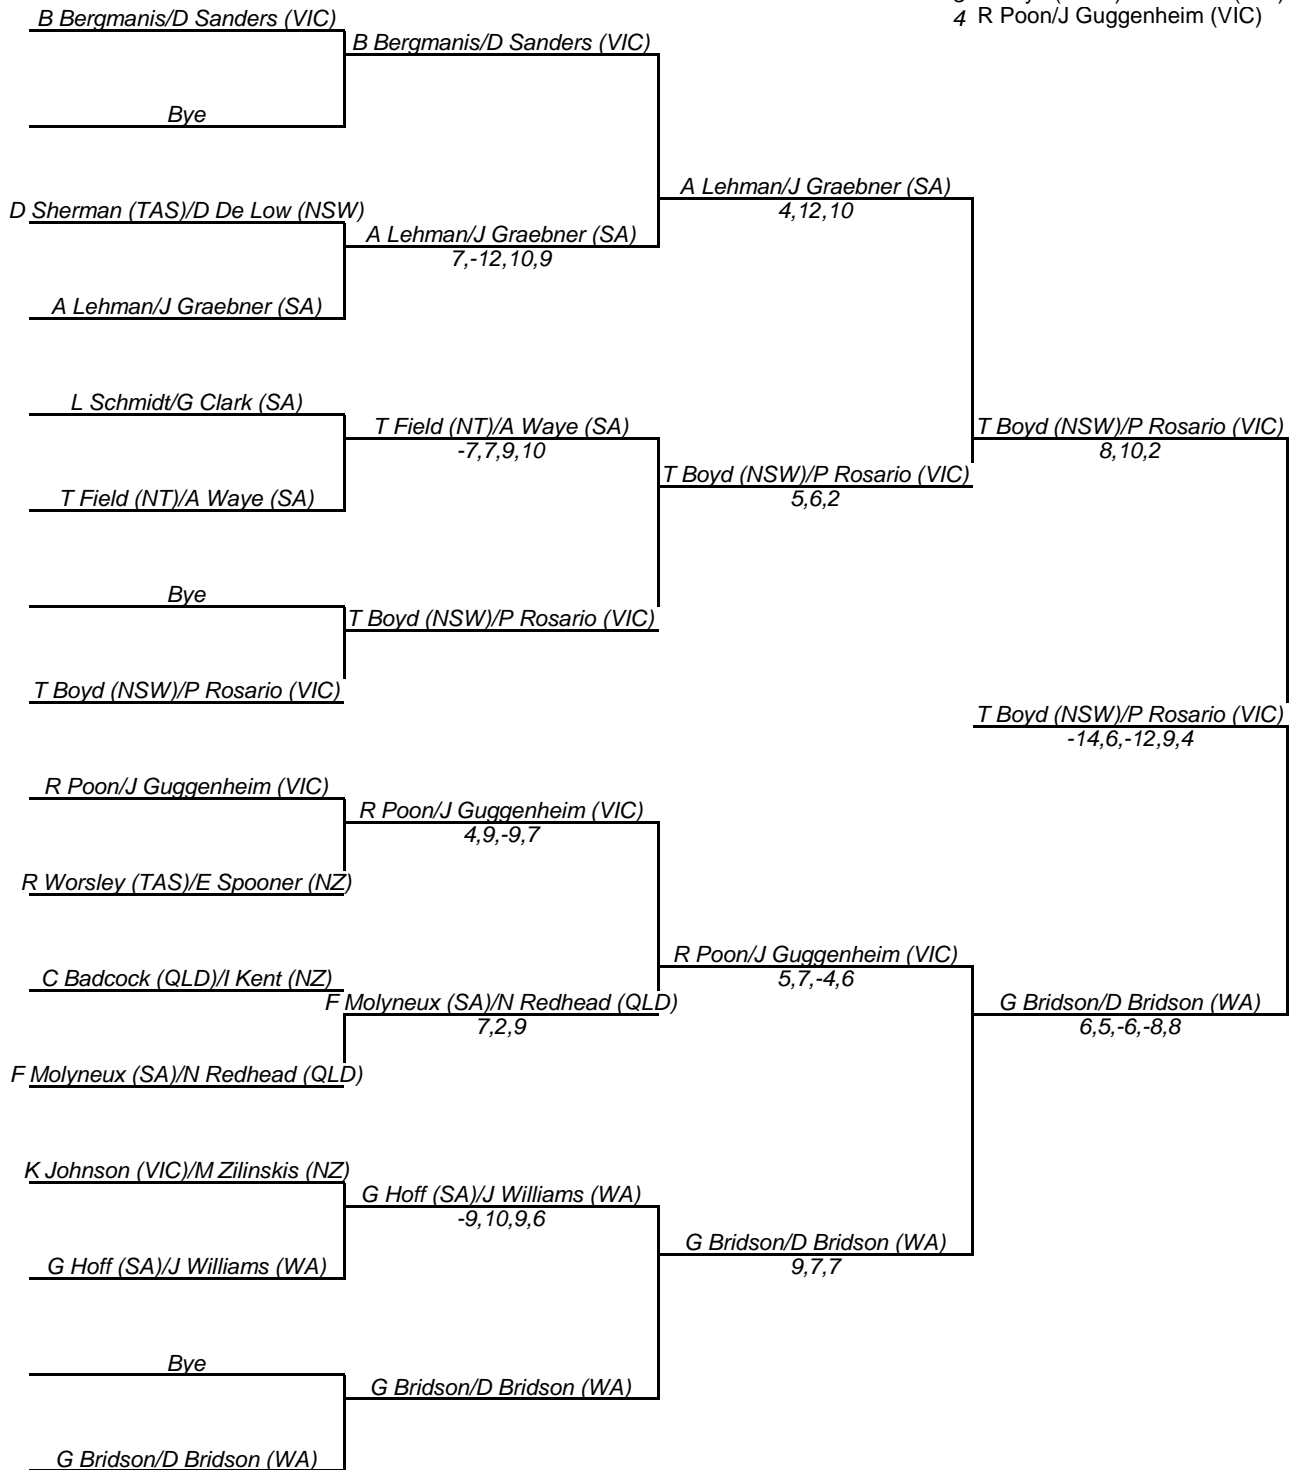 4 R Poon/J Guggenheim (VIC)
B Bergmanis/D Sanders (VIC)
B Bergmanis/D Sanders (VIC)
Bye
A Lehman/J Graebner (SA)
4,12,10
D Sherman (TAS)/D De Low (NSW)
A Lehman/J Graebner (SA)
7,-12,10,9
A Lehman/J Graebner (SA)
L Schmidt/G Clark (SA)
T Field (NT)/A Waye (SA)
-7,7,9,10
T Boyd (NSW)/P Rosario (VIC)
8,10,2
T Boyd (NSW)/P Rosario (VIC)
5,6,2
T Field (NT)/A Waye (SA)
Bye
T Boyd (NSW)/P Rosario (VIC)
T Boyd (NSW)/P Rosario (VIC)
T Boyd (NSW)/P Rosario (VIC)
-14,6,-12,9,4
R Poon/J Guggenheim (VIC)
R Poon/J Guggenheim (VIC)
4,9,-9,7
R Worsley (TAS)/E Spooner (NZ)
R Poon/J Guggenheim (VIC)
5,7,-4,6
C Badcock (QLD)/I Kent (NZ)
F Molyneux (SA)/N Redhead (QLD)
7,2,9
G Bridson/D Bridson (WA)
6,5,-6,-8,8
F Molyneux (SA)/N Redhead (QLD)
K Johnson (VIC)/M Zilinskis (NZ)
G Hoff (SA)/J Williams (WA)
-9,10,9,6
G Bridson/D Bridson (WA)
9,7,7
G Hoff (SA)/J Williams (WA)
Bye
G Bridson/D Bridson (WA)
G Bridson/D Bridson (WA)